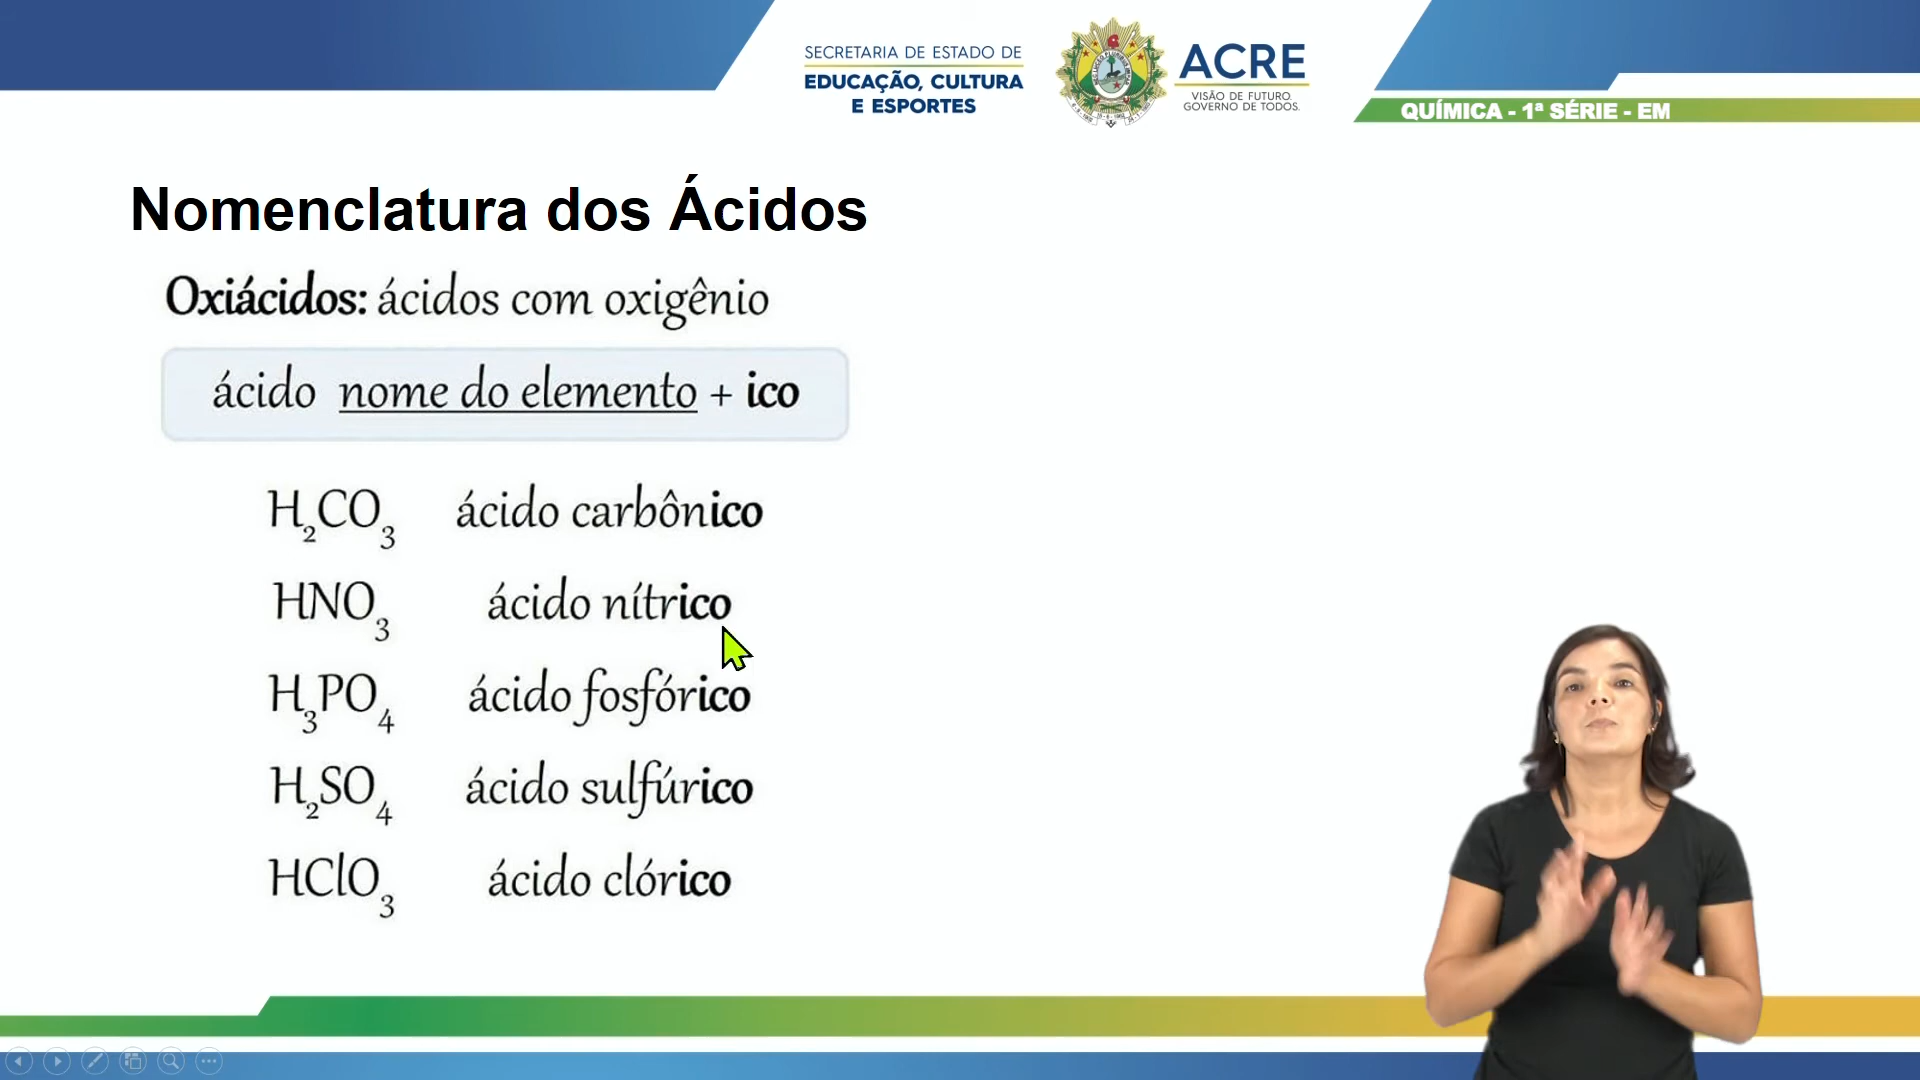 SECRETARIA DE ESTADO DE
EDUCAÇÃO, CULTURA
E ESPORTES
ACRE
VISÃO DE FUTURO.
GOVERNO DE TODOS.
QUÍMICA - 1ª SÉRIE - EM
Nomenclatura dos Ácidos
Oxiácidos: ácidos com oxigênio
ácido nome do elemento + ico
H₂CO₃ ácido carbônico
HNO₃ ácido nítrico
H₃PO₄ ácido fosfórico
H₂SO₄ ácido sulfúrico
HClO₃ ácido clórico